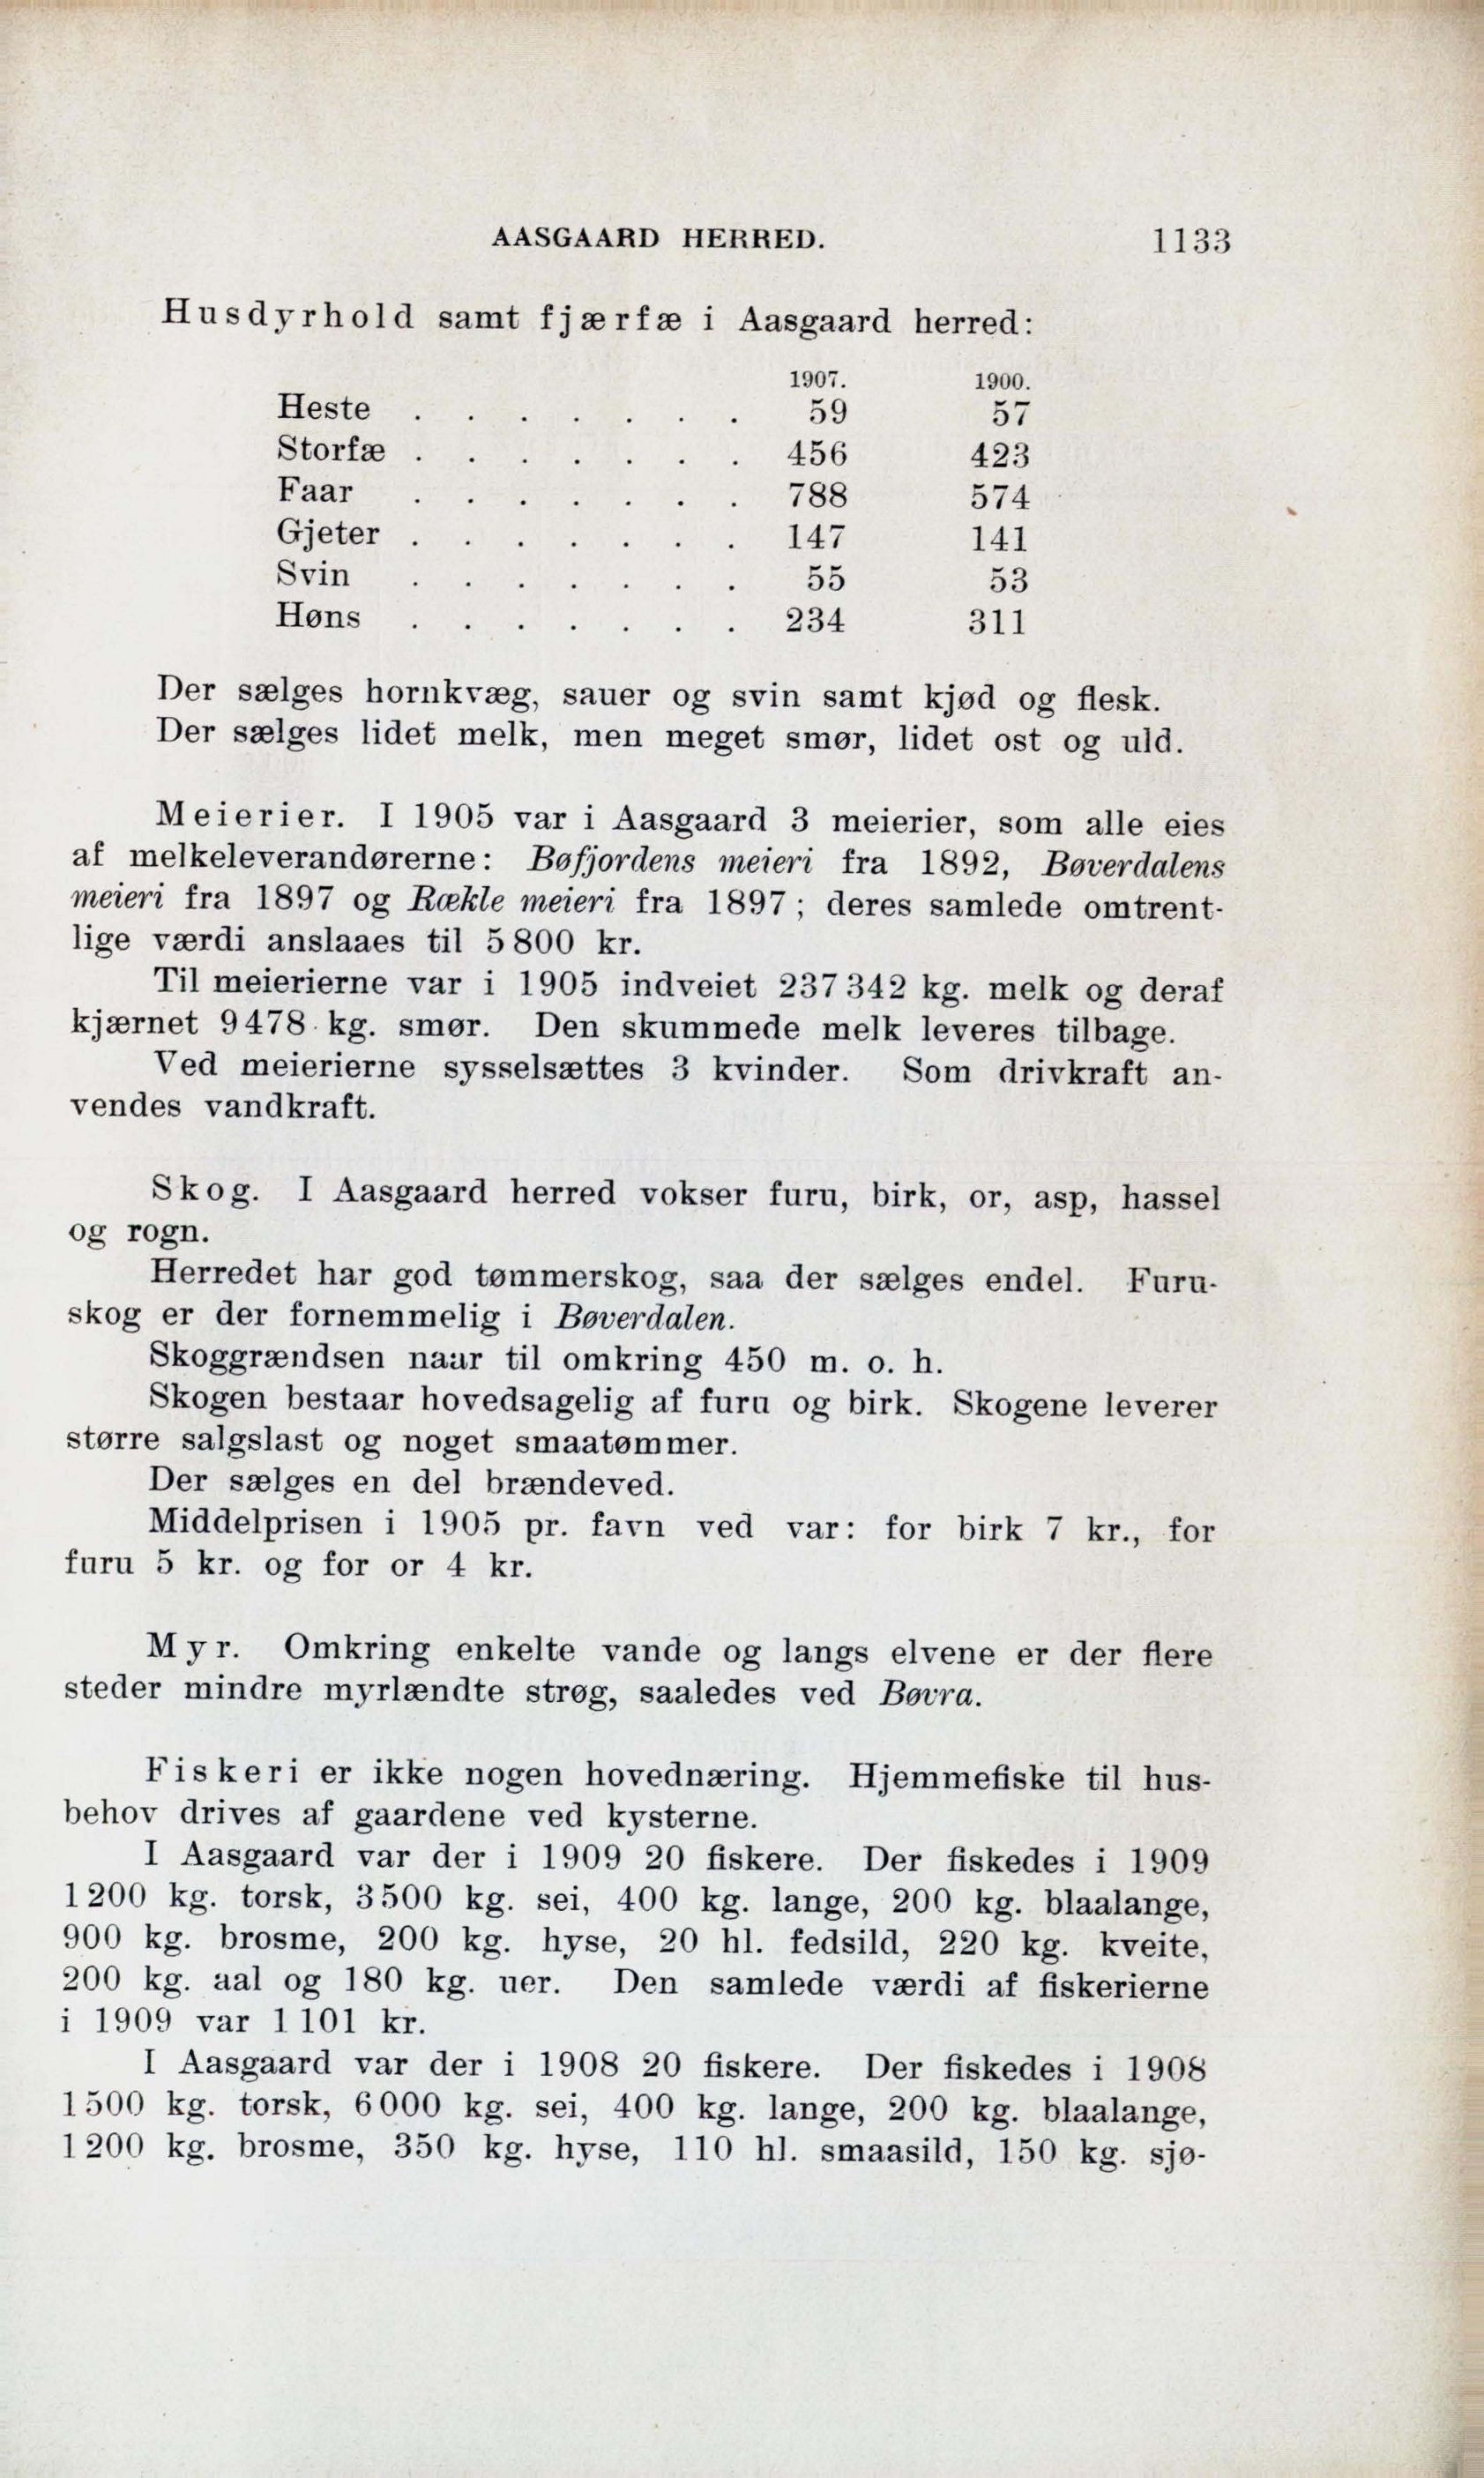 AASGAARD HERRED. 1133
Husdyrhold samt fjærfæ i Aasgaard herred:
1907. 1900.
Heste . . . . . . . 59 57
Storfæ . . . . . . . 456 423
Faar . . . . . . . 788 574
Gjeter . . . . . . . 147 141
Svin . . . . . . . 55 53
Høns . . . . . . . 234 311
Der sælges hornkvæg, sauer og svin samt kjød og flesk.
Der sælges lidet melk, men meget smør, lidet ost og uld.
Meierier. I 1905 var i Aasgaard 3 meierier, som alle eies
af melkeleverandørerne: Bøfjordens meieri fra 1892, Bøverdalens
meieri fra 1897 og Rækle meieri fra 1897; deres samlede omtrent-
lige værdi anslaaes til 5 800 kr.
Til meierierne var i 1905 indveiet 237 342 kg. melk og deraf
kjærnet 9 478 kg. smør. Den skummede melk leveres tilbage.
Ved meierierne sysselsættes 3 kvinder. Som drivkraft an-
vendes vandkraft.
Skog. I Aasgaard herred vokser furu, birk, or, asp, hassel
og rogn.
Herredet har god tømmerskog, saa der sælges endel. Furu-
skog er der fornemmelig i Bøverdalen.
Skoggrændsen naar til omkring 450 m. o. h.
Skogen bestaar hovedsagelig af furu og birk. Skogene leverer
større salgslast og noget smaatømmer.
Der sælges en del brændeved.
Middelprisen i 1905 pr. favn ved var: for birk 7 kr., for
furu 5 kr. og for or 4 kr.
Myr. Omkring enkelte vande og langs elvene er der flere
steder mindre myrlændte strøg, saaledes ved Bøvra.
Fiskeri er ikke nogen hovednæring. Hjemmefiske til hus-
behov drives af gaardene ved kysterne.
I Aasgaard var der i 1909 20 fiskere. Der fiskedes i 1909
1 200 kg. torsk, 3 500 kg. sei, 400 kg. lange, 200 kg. blaalange,
900 kg. brosme, 200 kg. hyse, 20 hl. fedsild, 220 kg. kveite,
200 kg. aal og 180 kg. uer. Den samlede værdi af fiskerierne
i 1909 var 1 101 kr.
I Aasgaard var der i 1908 20 fiskere. Der fiskedes i 1908
1 500 kg. torsk, 6 000 kg. sei, 400 kg. lange, 200 kg. blaalange,
1 200 kg. brosme, 350 kg. hyse, 110 hl. smaasild, 150 kg. sjø-